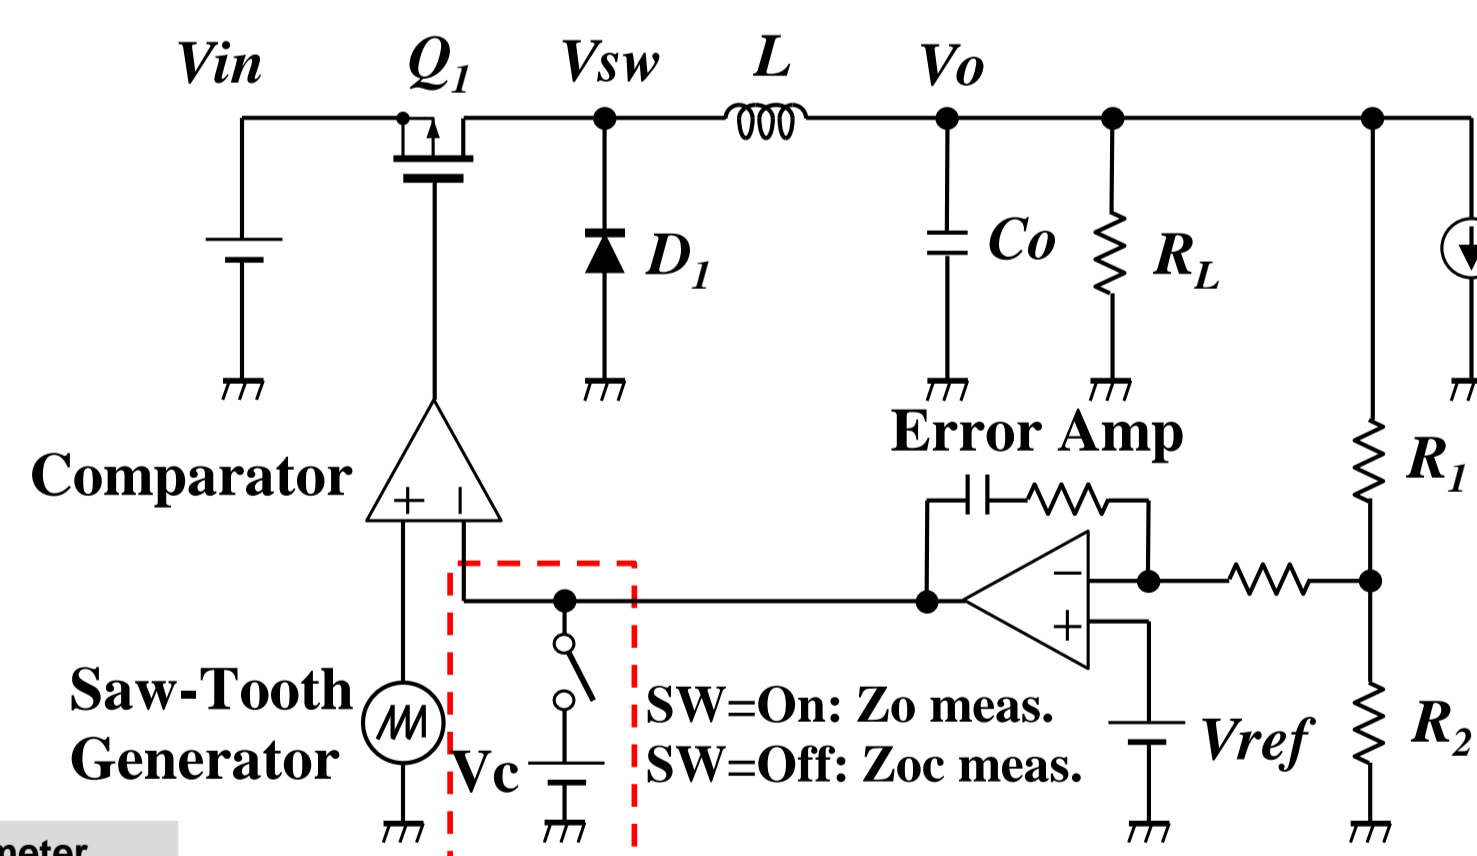 Vin Q1 Vsw L Vo
D1 Co RL
Error Amp
Comparator + − R1
−
+
Saw-Tooth
Generator
Vc
SW=On: Zo meas.
SW=Off: Zoc meas.
Vref R2